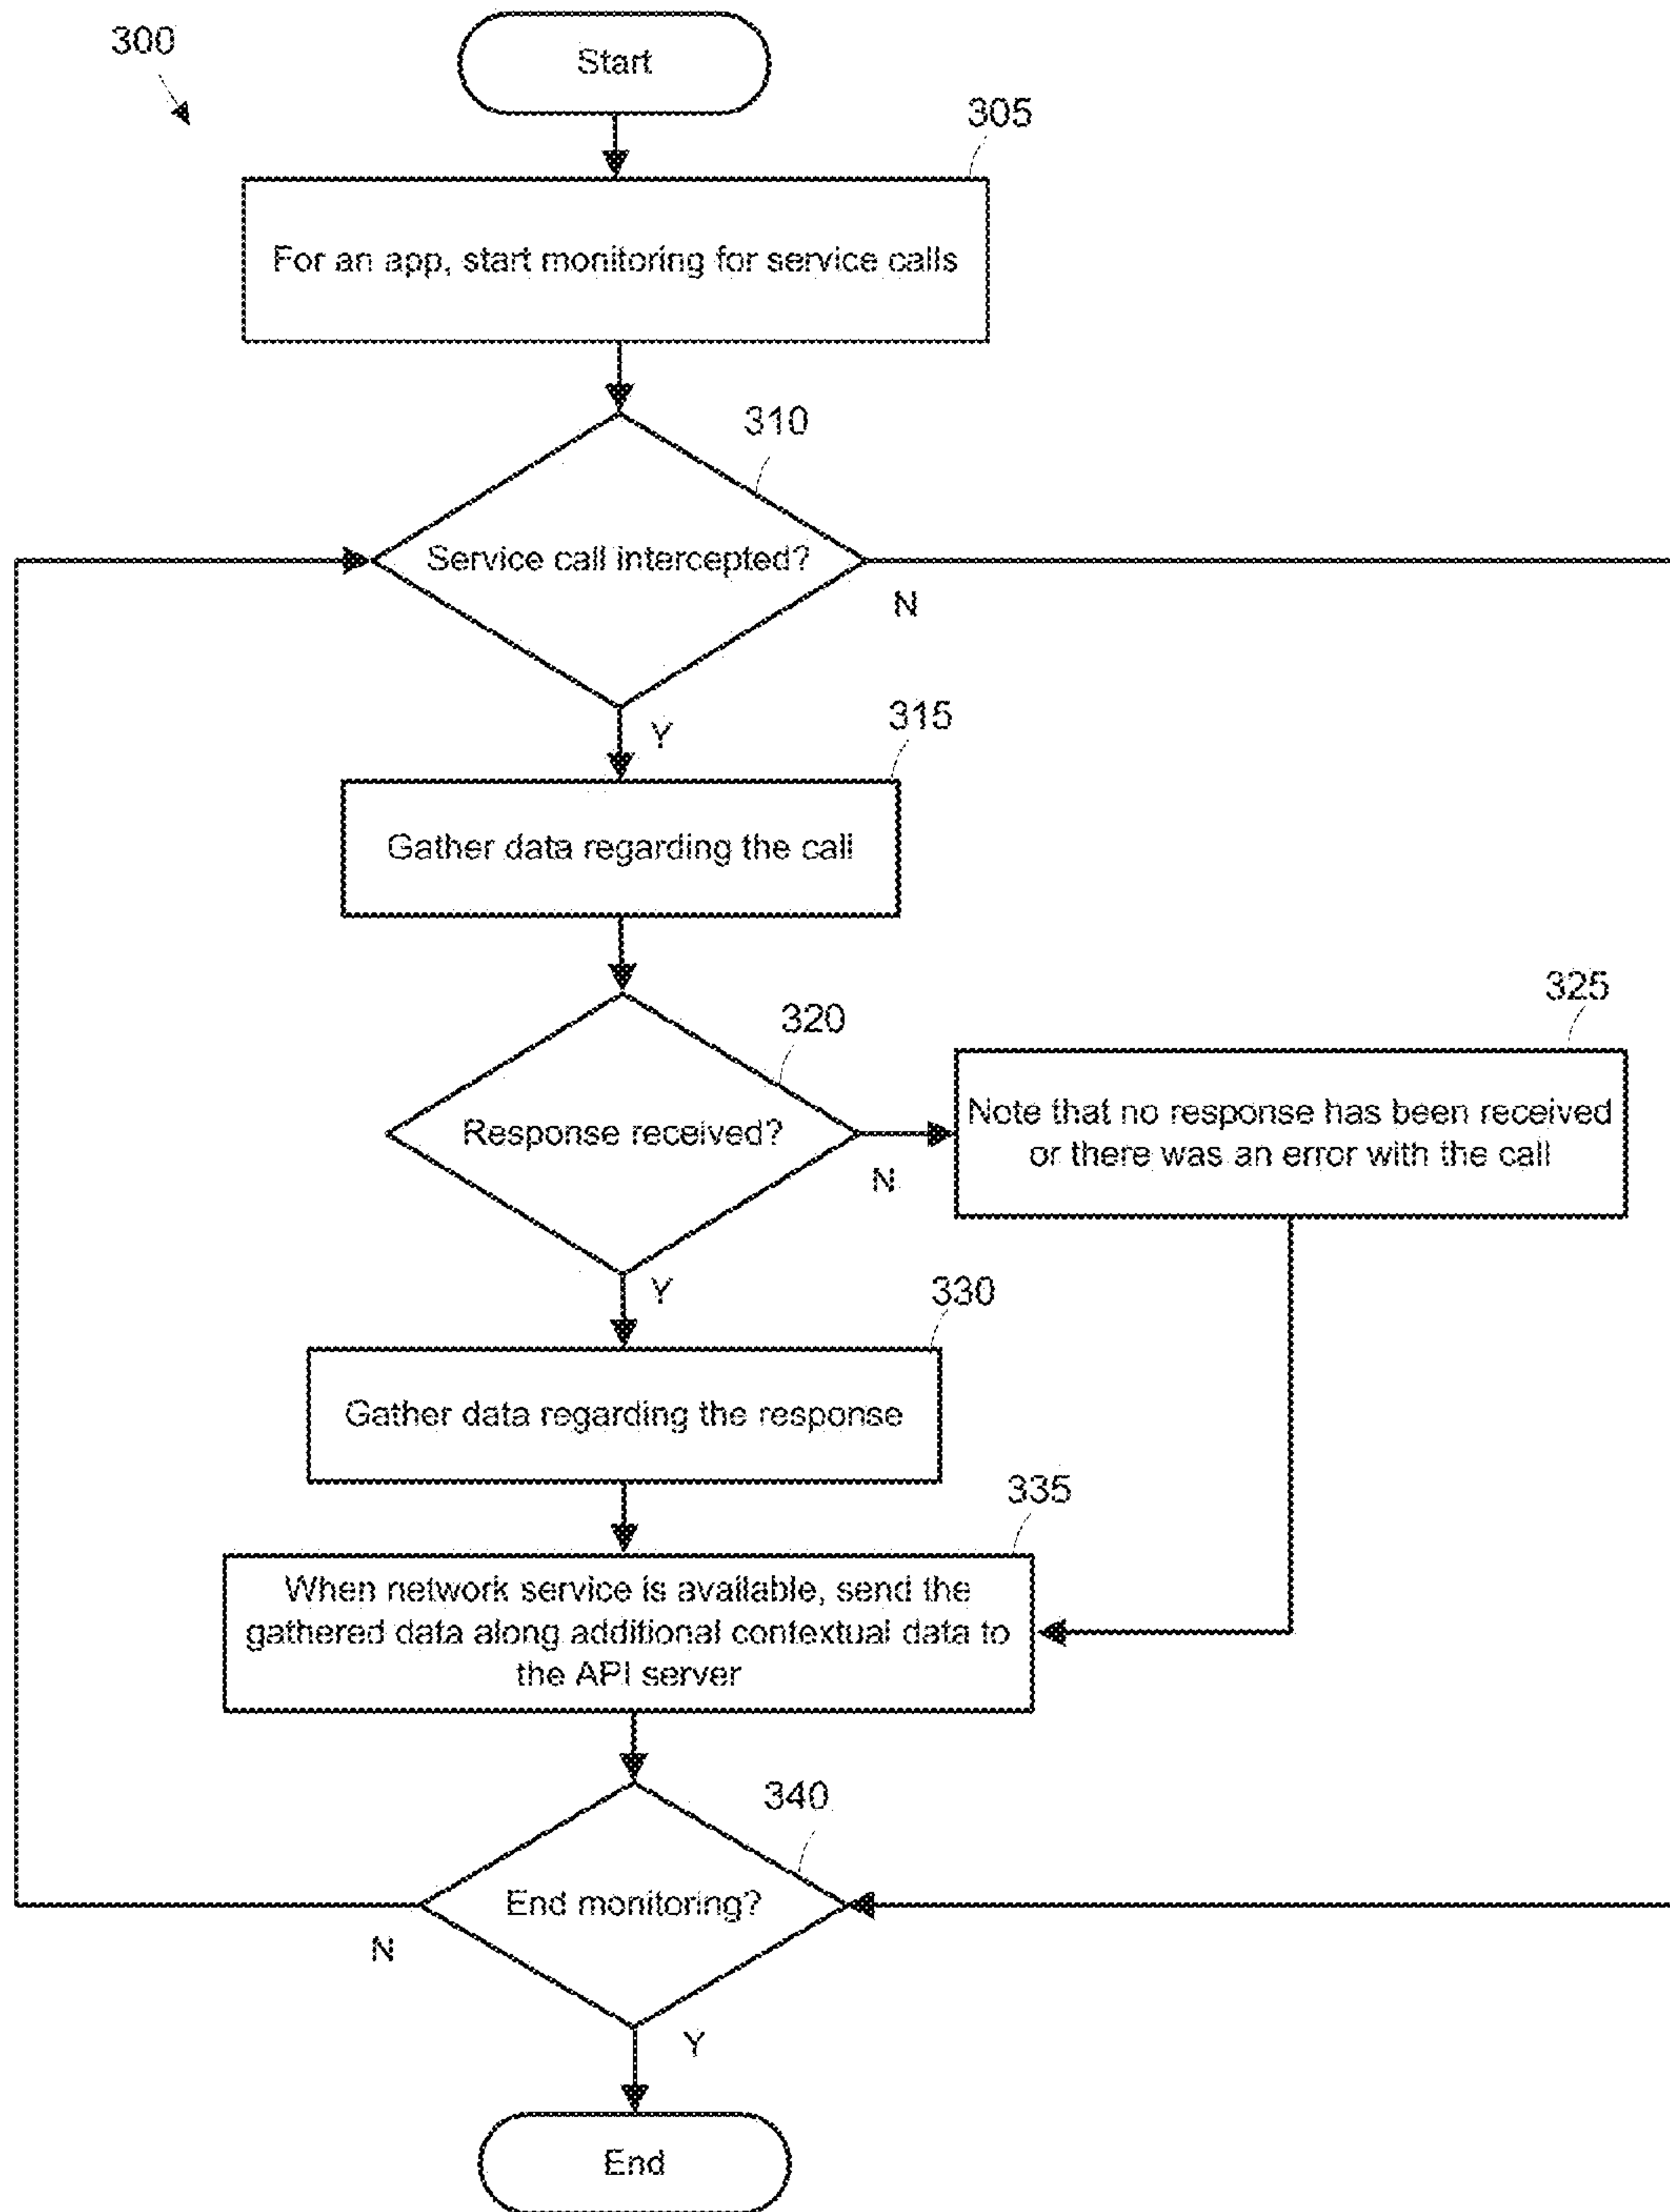 300
Start
305
For an app, start monitoring for service calls
310
Service call intercepted?
N
Y
315
Gather data regarding the call
320
Response received?
N
325
Note that no response has been received
or there was an error with the call
Y
330
Gather data regarding the response
335
When network service is available, send the
gathered data along additional contextual data to
the API server
340
End monitoring?
N
Y
End